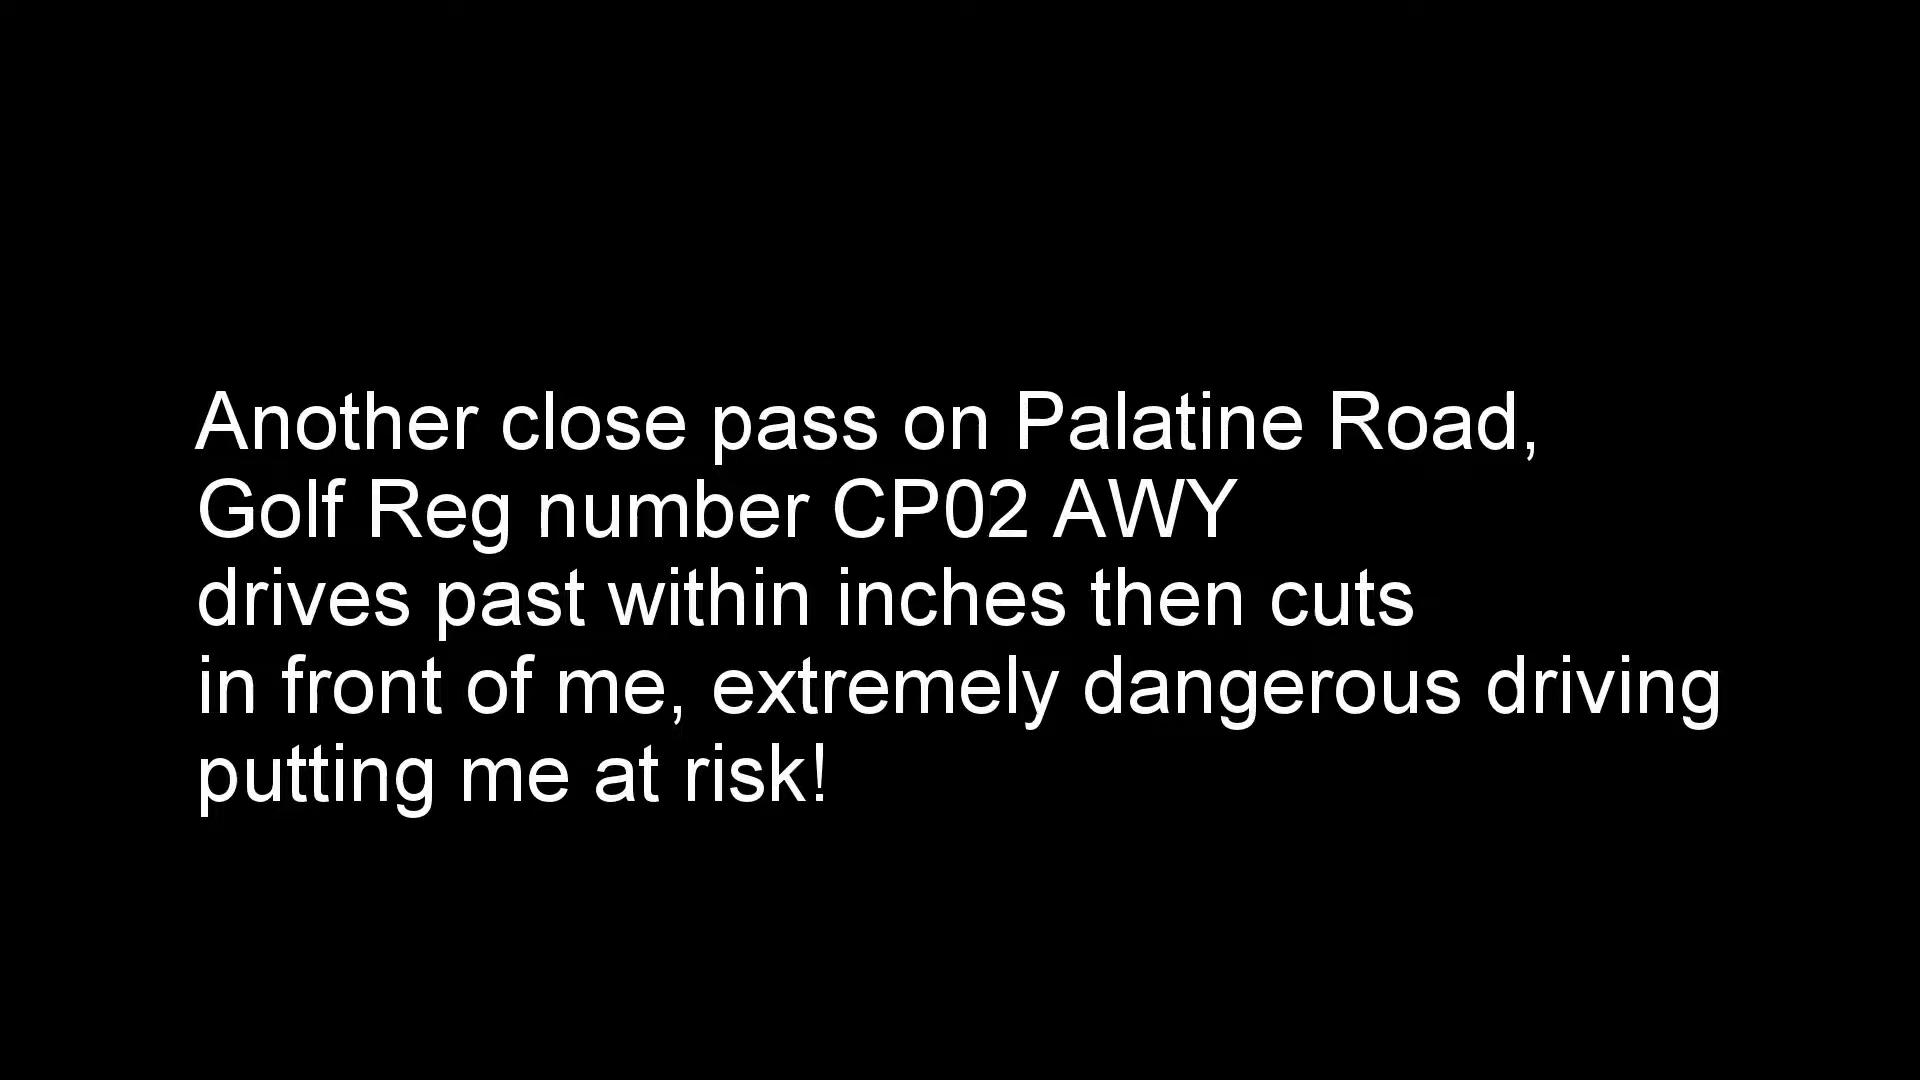 Another close pass on Palatine Road,
Golf Reg number CP02 AWY
drives past within inches then cuts
in front of me, extremely dangerous driving
putting me at risk!